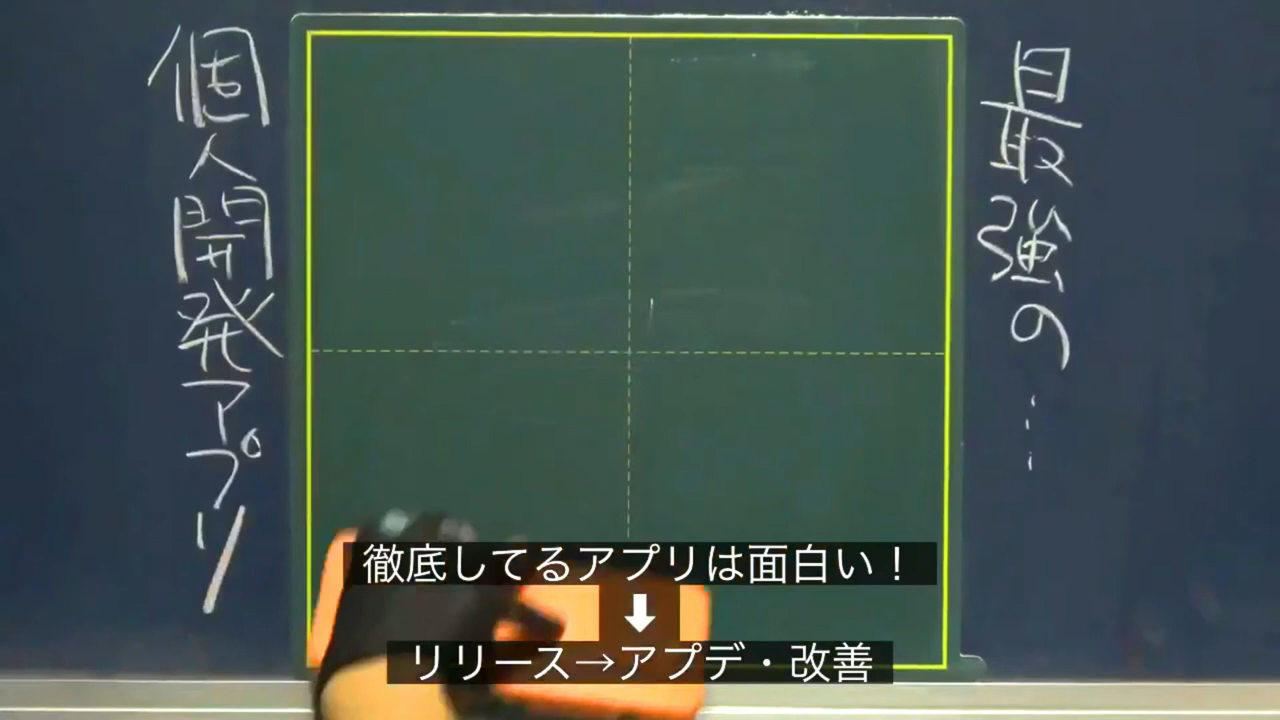 最強の…
個人開発アプリ
徹底してるアプリは面白い！
⬇
リリース→アプデ・改善